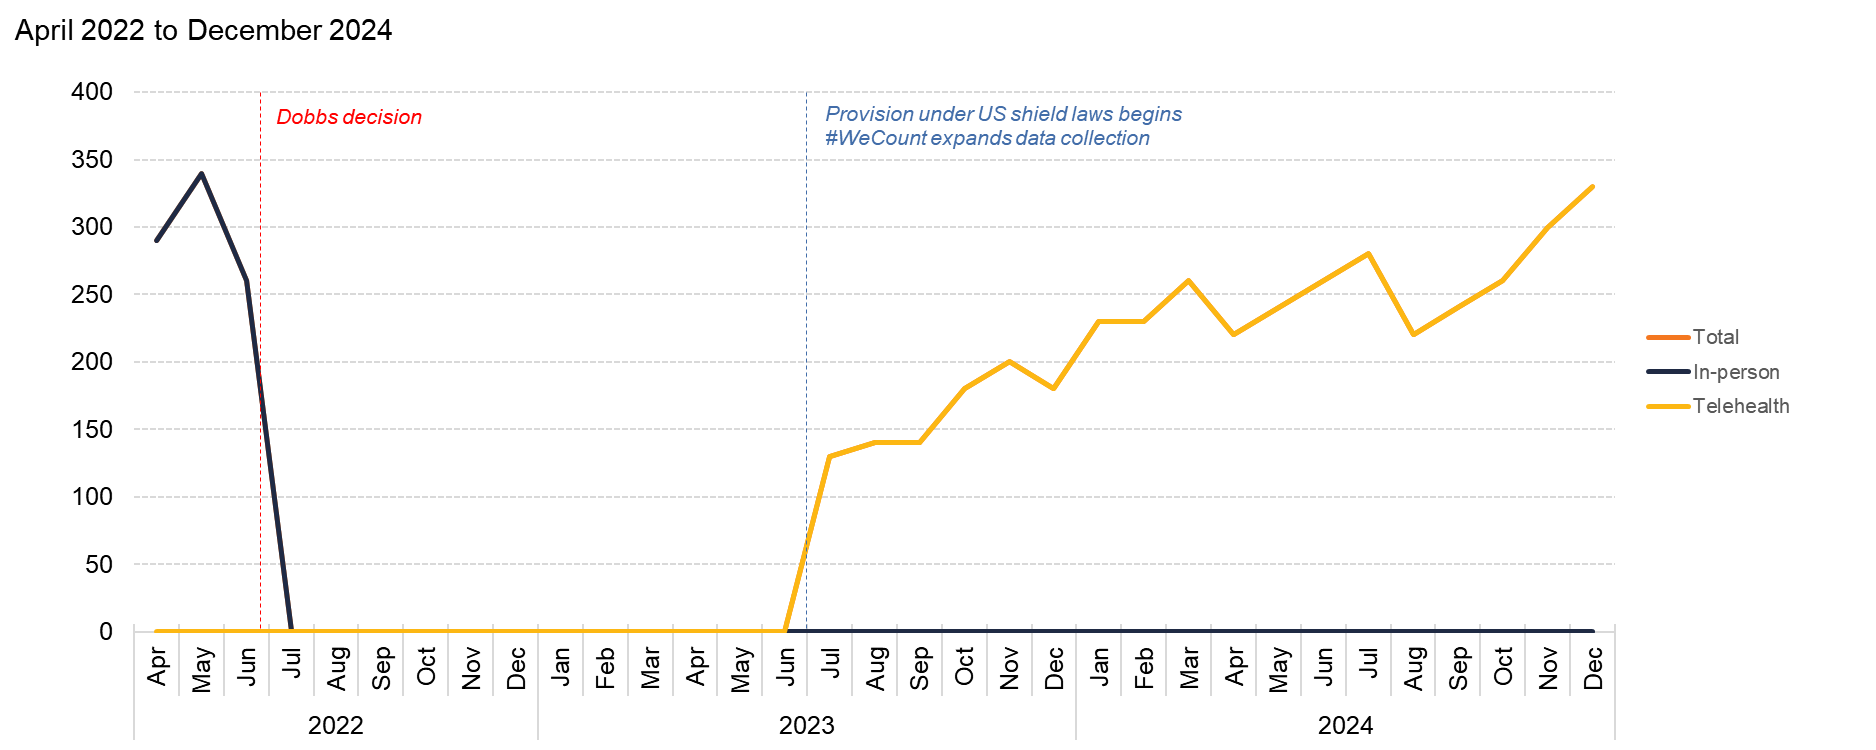 April 2022 to December 2024
400
Dobbs decision
Provision under US shield laws begins
#WeCount expands data collection
350
300
250
200
150
100
50
0
Total
In-person
Telehealth
Apr May Jun Jul Aug Sep Oct Nov Dec Jan Feb Mar Apr May Jun Jul Aug Sep Oct Nov Dec Jan Feb Mar Apr May Jun Jul Aug Sep Oct Nov Dec
2022 2023 2024